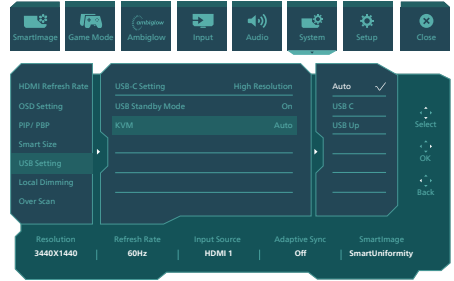 ambiglow
SmartImage Game Mode Ambiglow Input Audio System Setup Close
HDMI Refresh Rate USB-C Setting High Resolution Auto
OSD Setting USB Standby Mode On USB C
PIP/ PBP KVM Auto USB Up
Select
Smart Size
OK
USB Setting
Local Dimming
Back
Over Scan
Resolution Refresh Rate Input Source Adaptive Sync SmartImage
3440X1440 | 60Hz | HDMI 1 | Off | SmartUniformity